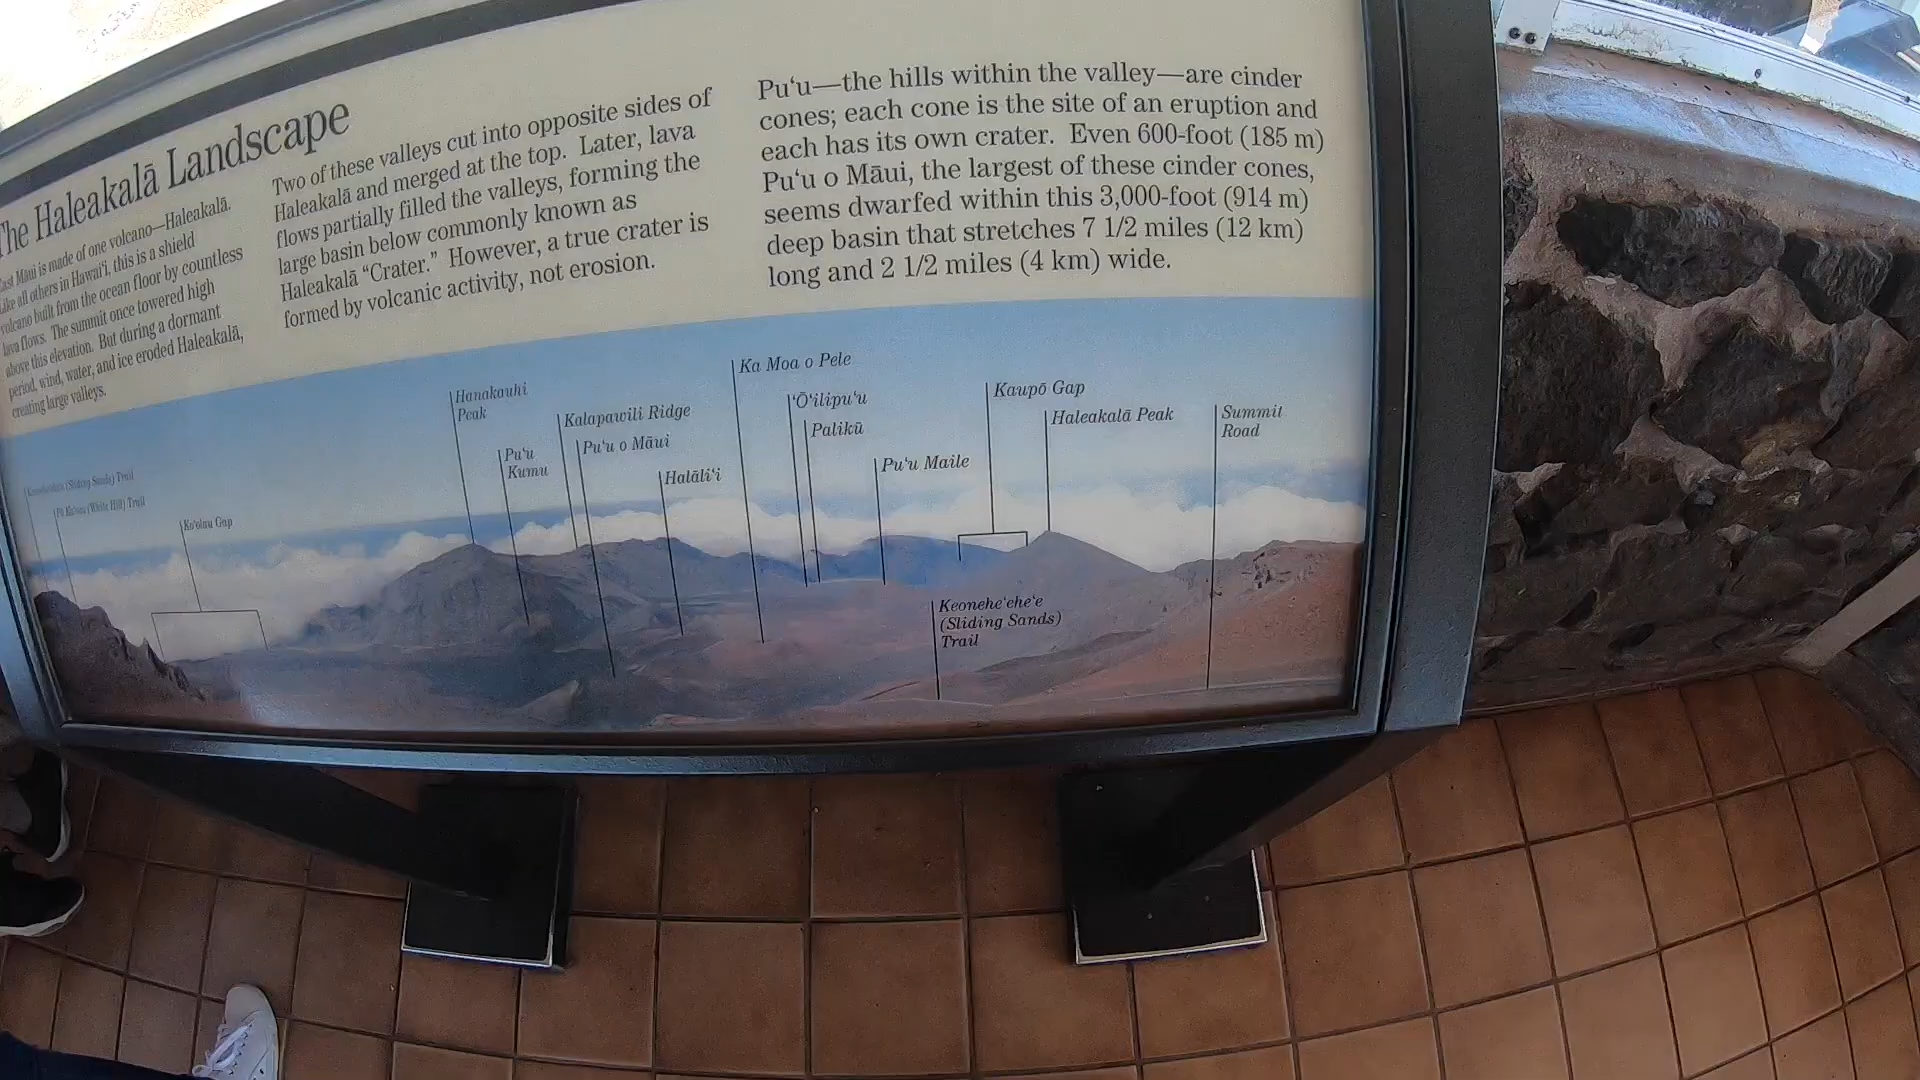 The Haleakalā Landscape
East Maui is made of one volcano—Haleakalā.
Like all others in Hawai‘i, this is a shield
volcano built from the ocean floor by countless
lava flows. The summit once towered high
above this elevation. But during a dormant
period, wind, water, and ice eroded Haleakalā,
creating large valleys.
Two of these valleys cut into opposite sides of
Haleakalā and merged at the top. Later, lava
flows partially filled the valleys, forming the
large basin below commonly known as
Haleakalā “Crater.” However, a true crater is
formed by volcanic activity, not erosion.
Pu‘u—the hills within the valley—are cinder
cones; each cone is the site of an eruption and
each has its own crater. Even 600-foot (185 m)
Pu‘u o Māui, the largest of these cinder cones,
seems dwarfed within this 3,000-foot (914 m)
deep basin that stretches 7 1/2 miles (12 km)
long and 2 1/2 miles (4 km) wide.
(Sliding Sands) Trail
(White Hill) Trail
Ko‘olau Gap
Hanakauhi
Peak
Pu‘u
Kumu
Kalapawili Ridge
Pu‘u o Māui
Halāli‘i
Ka Moa o Pele
‘Ō‘ilipu‘u
Palikū
Pu‘u Maile
Kaupō Gap
Haleakalā Peak
Summit
Road
Keonehe‘ehe‘e
(Sliding Sands)
Trail